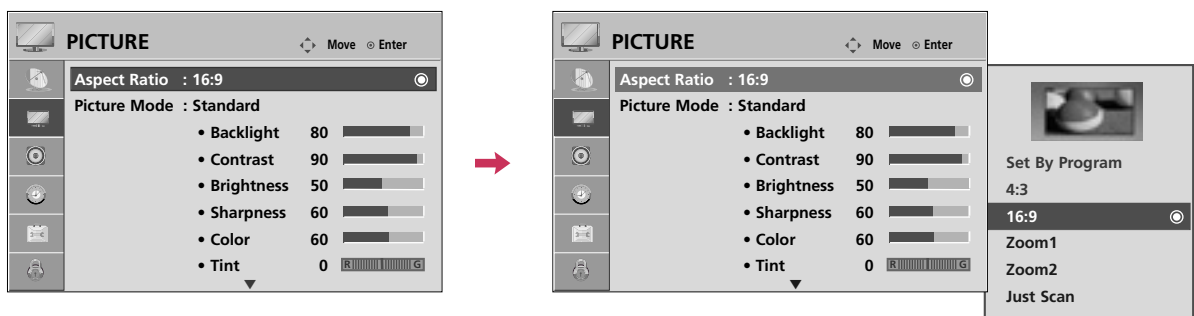 PICTURE Move Enter
Aspect Ratio : 16:9
Picture Mode : Standard
• Backlight 80
• Contrast 90
• Brightness 50
• Sharpness 60
• Color 60
• Tint 0 R G
PICTURE Move Enter
Aspect Ratio : 16:9
Picture Mode : Standard
• Backlight 80
• Contrast 90
• Brightness 50
• Sharpness 60
• Color 60
• Tint 0 R G
Set By Program
4:3
16:9
Zoom1
Zoom2
Just Scan